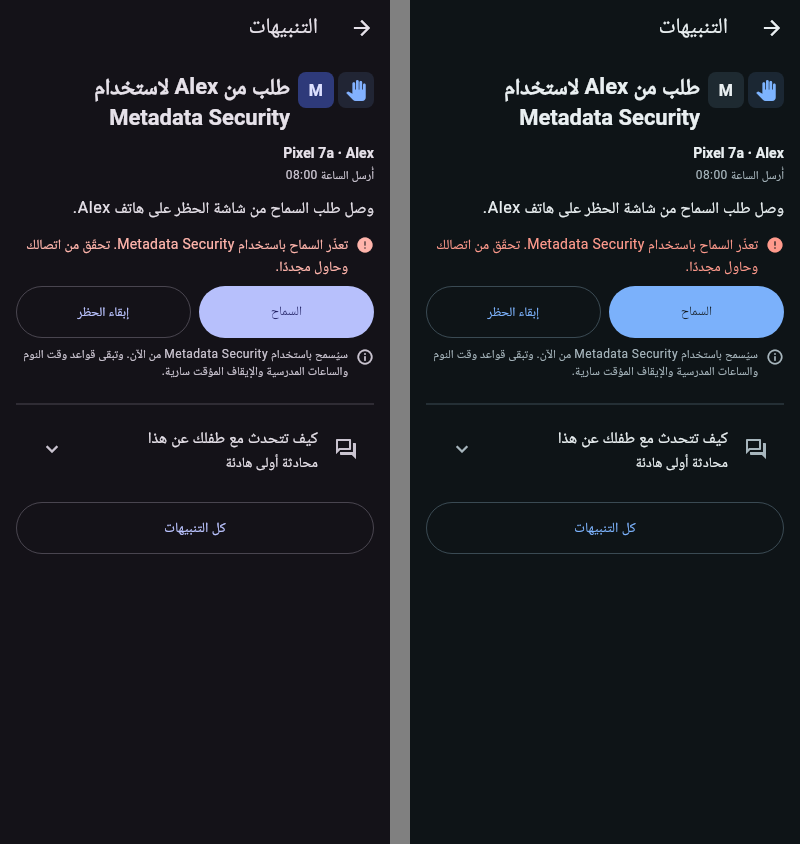 التنبيهات
طلب من Alex لاستخدام
Metadata Security
M
Pixel 7a · Alex
أُرسل الساعة 08:00
وصل طلب السماح من شاشة الحظر على هاتف Alex.
تعذّر السماح باستخدام Metadata Security. تحقّق من اتصالك
وحاول مجددًا.
السماح
إبقاء الحظر
سيُسمح باستخدام Metadata Security من الآن. وتبقى قواعد وقت النوم
والساعات المدرسية والإيقاف المؤقت سارية.
كيف تتحدث مع طفلك عن هذا
محادثة أولى هادئة
كل التنبيهات
التنبيهات
طلب من Alex لاستخدام
Metadata Security
M
Pixel 7a · Alex
أُرسل الساعة 08:00
وصل طلب السماح من شاشة الحظر على هاتف Alex.
تعذّر السماح باستخدام Metadata Security. تحقّق من اتصالك
وحاول مجددًا.
السماح
إبقاء الحظر
سيُسمح باستخدام Metadata Security من الآن. وتبقى قواعد وقت النوم
والساعات المدرسية والإيقاف المؤقت سارية.
كيف تتحدث مع طفلك عن هذا
محادثة أولى هادئة
كل التنبيهات